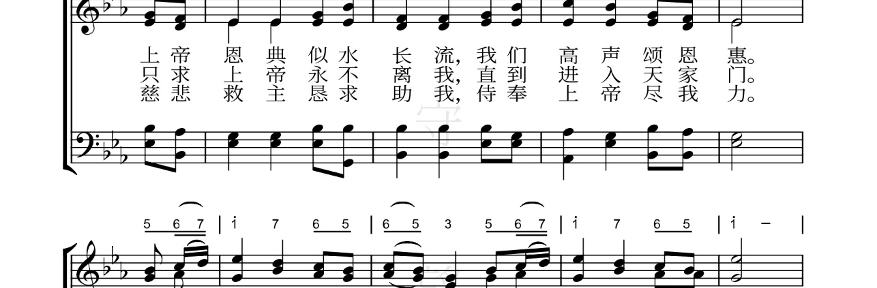 上帝 恩典似水 长流，我们 高声颂恩 惠。
只求 上帝永不 离我，直到 进入天家 门。
慈悲 救主恳求 助我，侍奉 上帝尽我 力。
5 6 7 | i 7 6 5 | 6 5 3 5 6 7 | i 7 6 5 | i – |